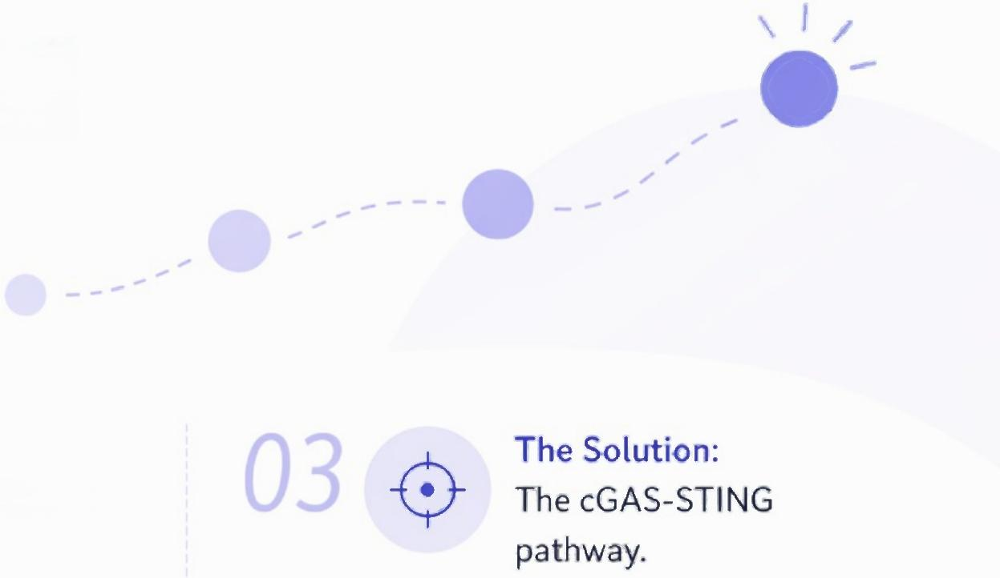 03
The Solution:
The cGAS-STING
pathway.